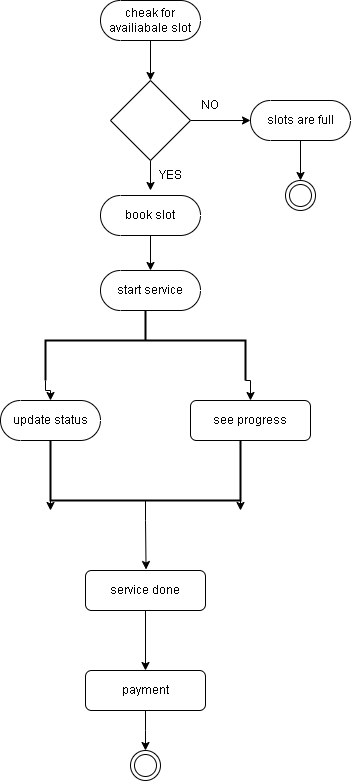 cheak for
availiabale slot
NO
slots are full
YES
book slot
start service
update status
see progress
service done
payment